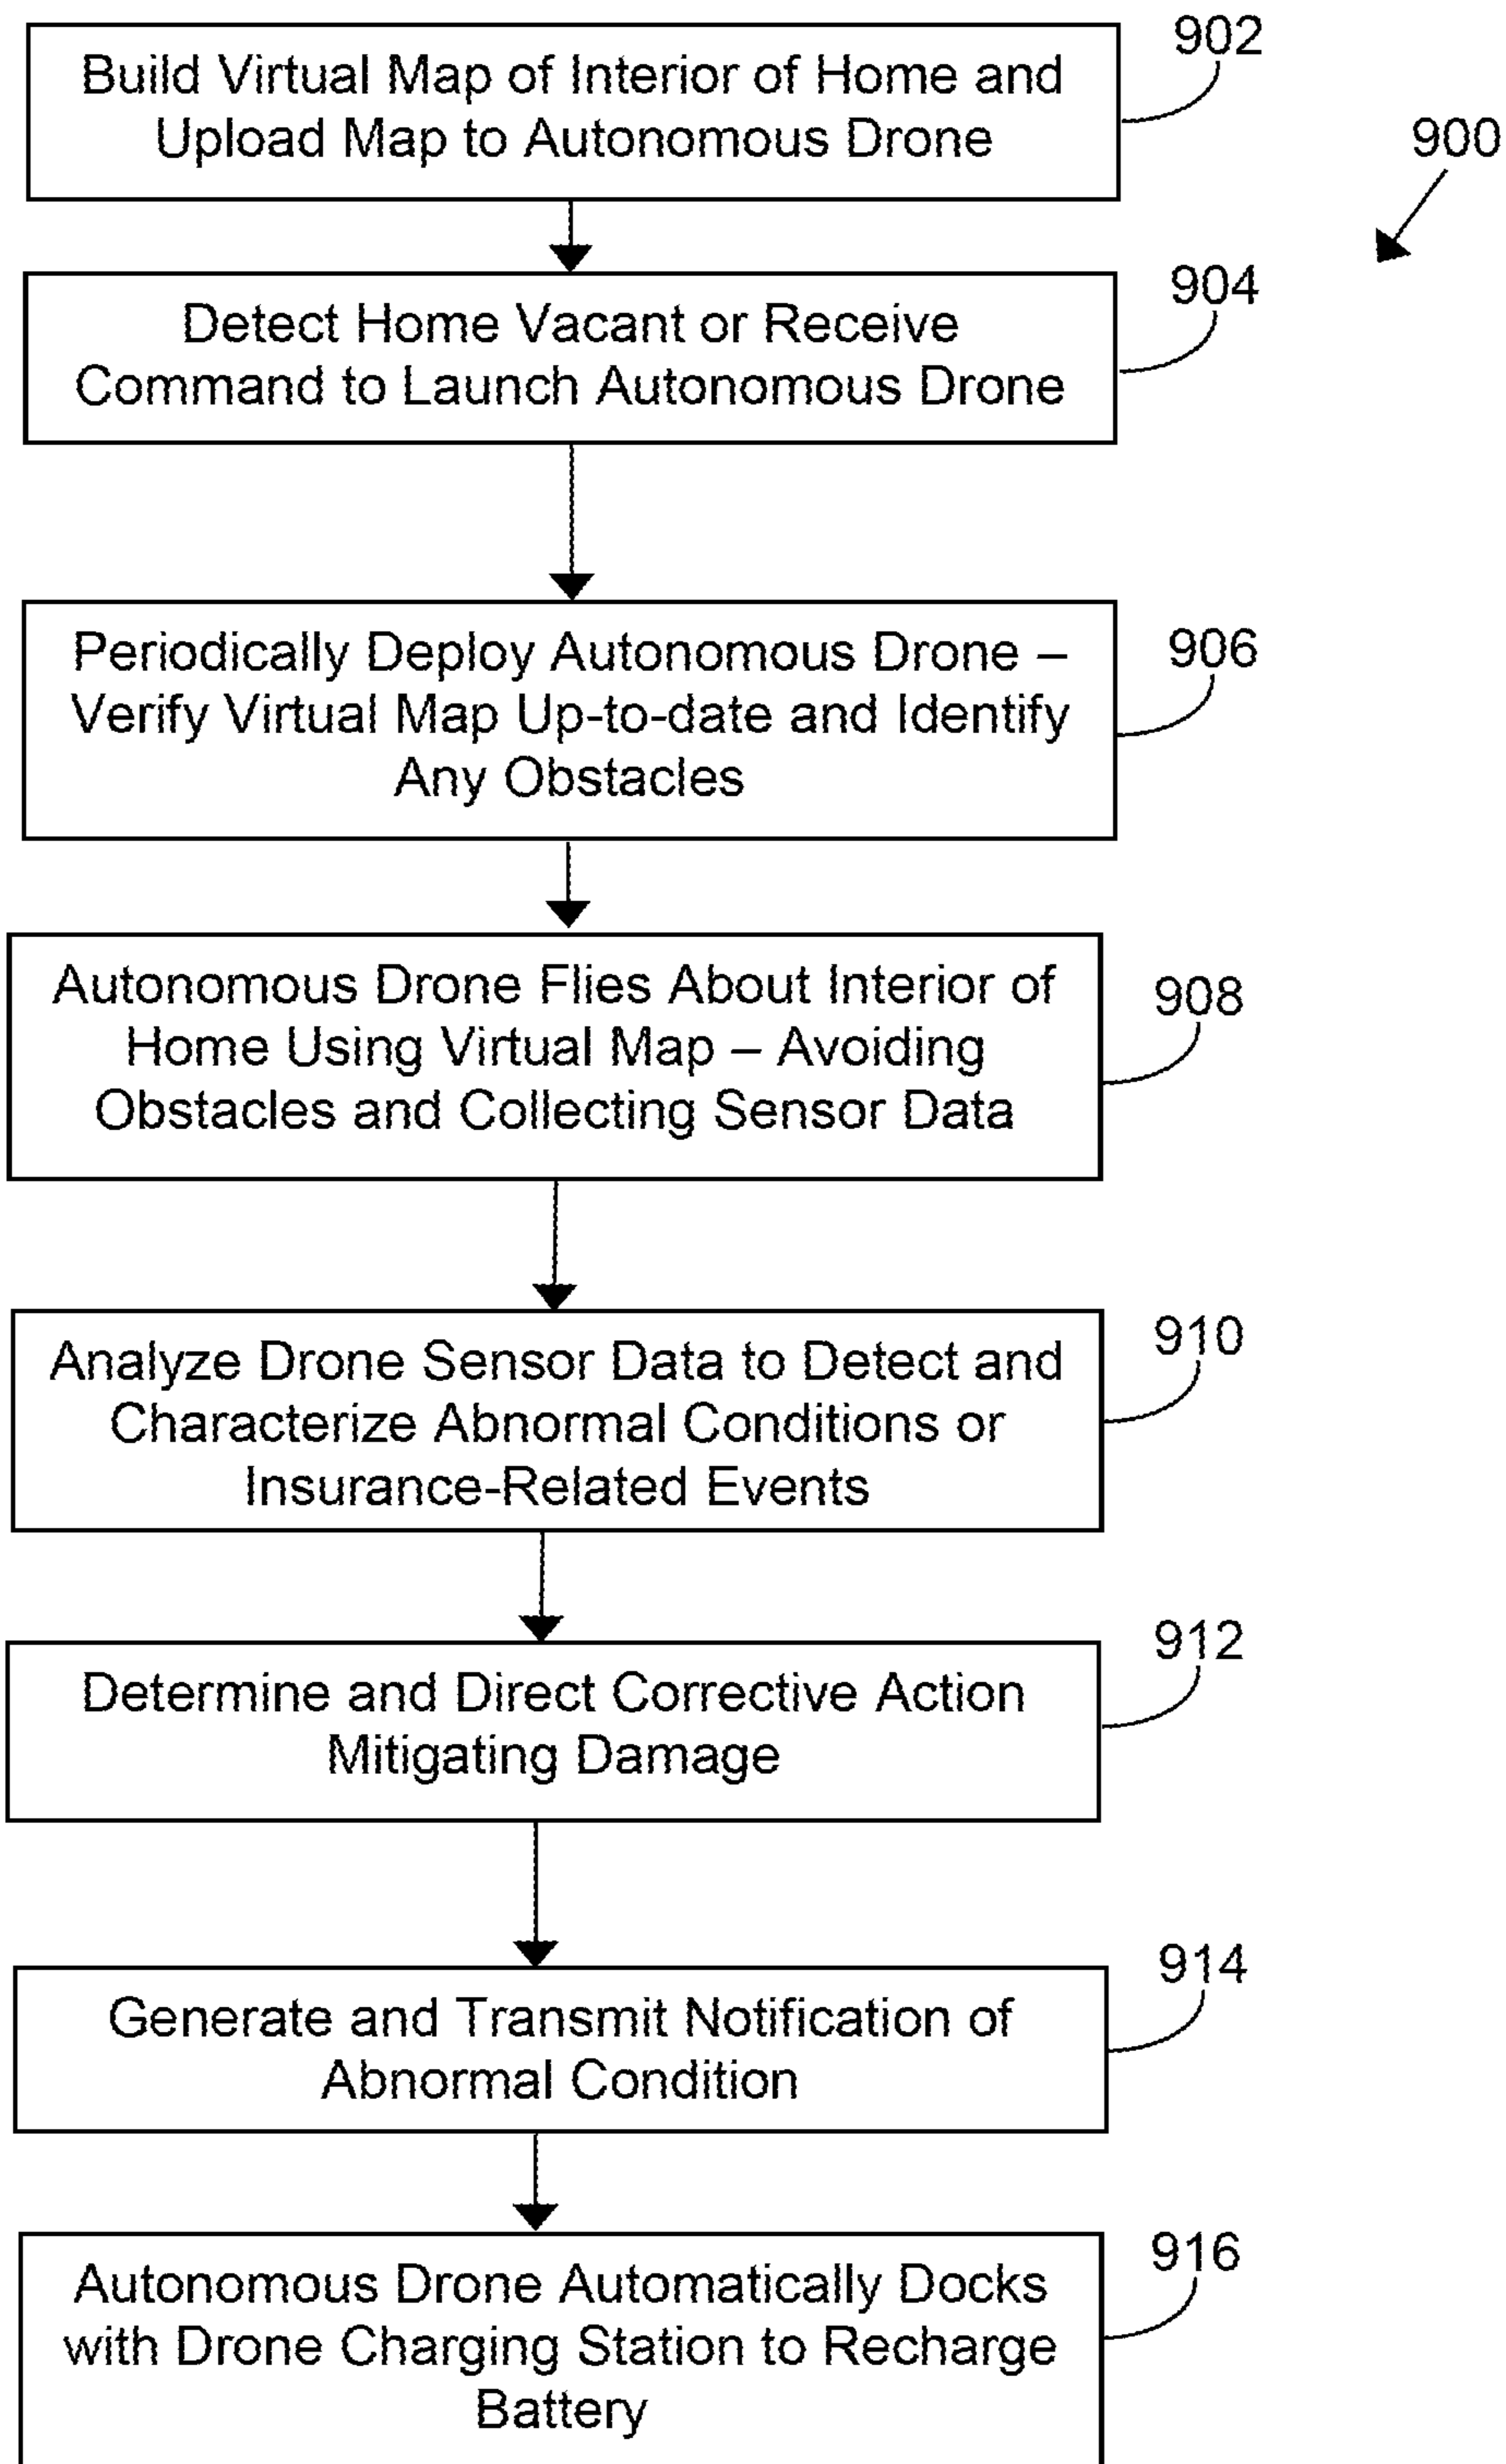 902
Build Virtual Map of Interior of Home and
Upload Map to Autonomous Drone
900
904
Detect Home Vacant or Receive
Command to Launch Autonomous Drone
906
Periodically Deploy Autonomous Drone –
Verify Virtual Map Up-to-date and Identify
Any Obstacles
908
Autonomous Drone Flies About Interior of
Home Using Virtual Map – Avoiding
Obstacles and Collecting Sensor Data
910
Analyze Drone Sensor Data to Detect and
Characterize Abnormal Conditions or
Insurance-Related Events
912
Determine and Direct Corrective Action
Mitigating Damage
914
Generate and Transmit Notification of
Abnormal Condition
916
Autonomous Drone Automatically Docks
with Drone Charging Station to Recharge
Battery